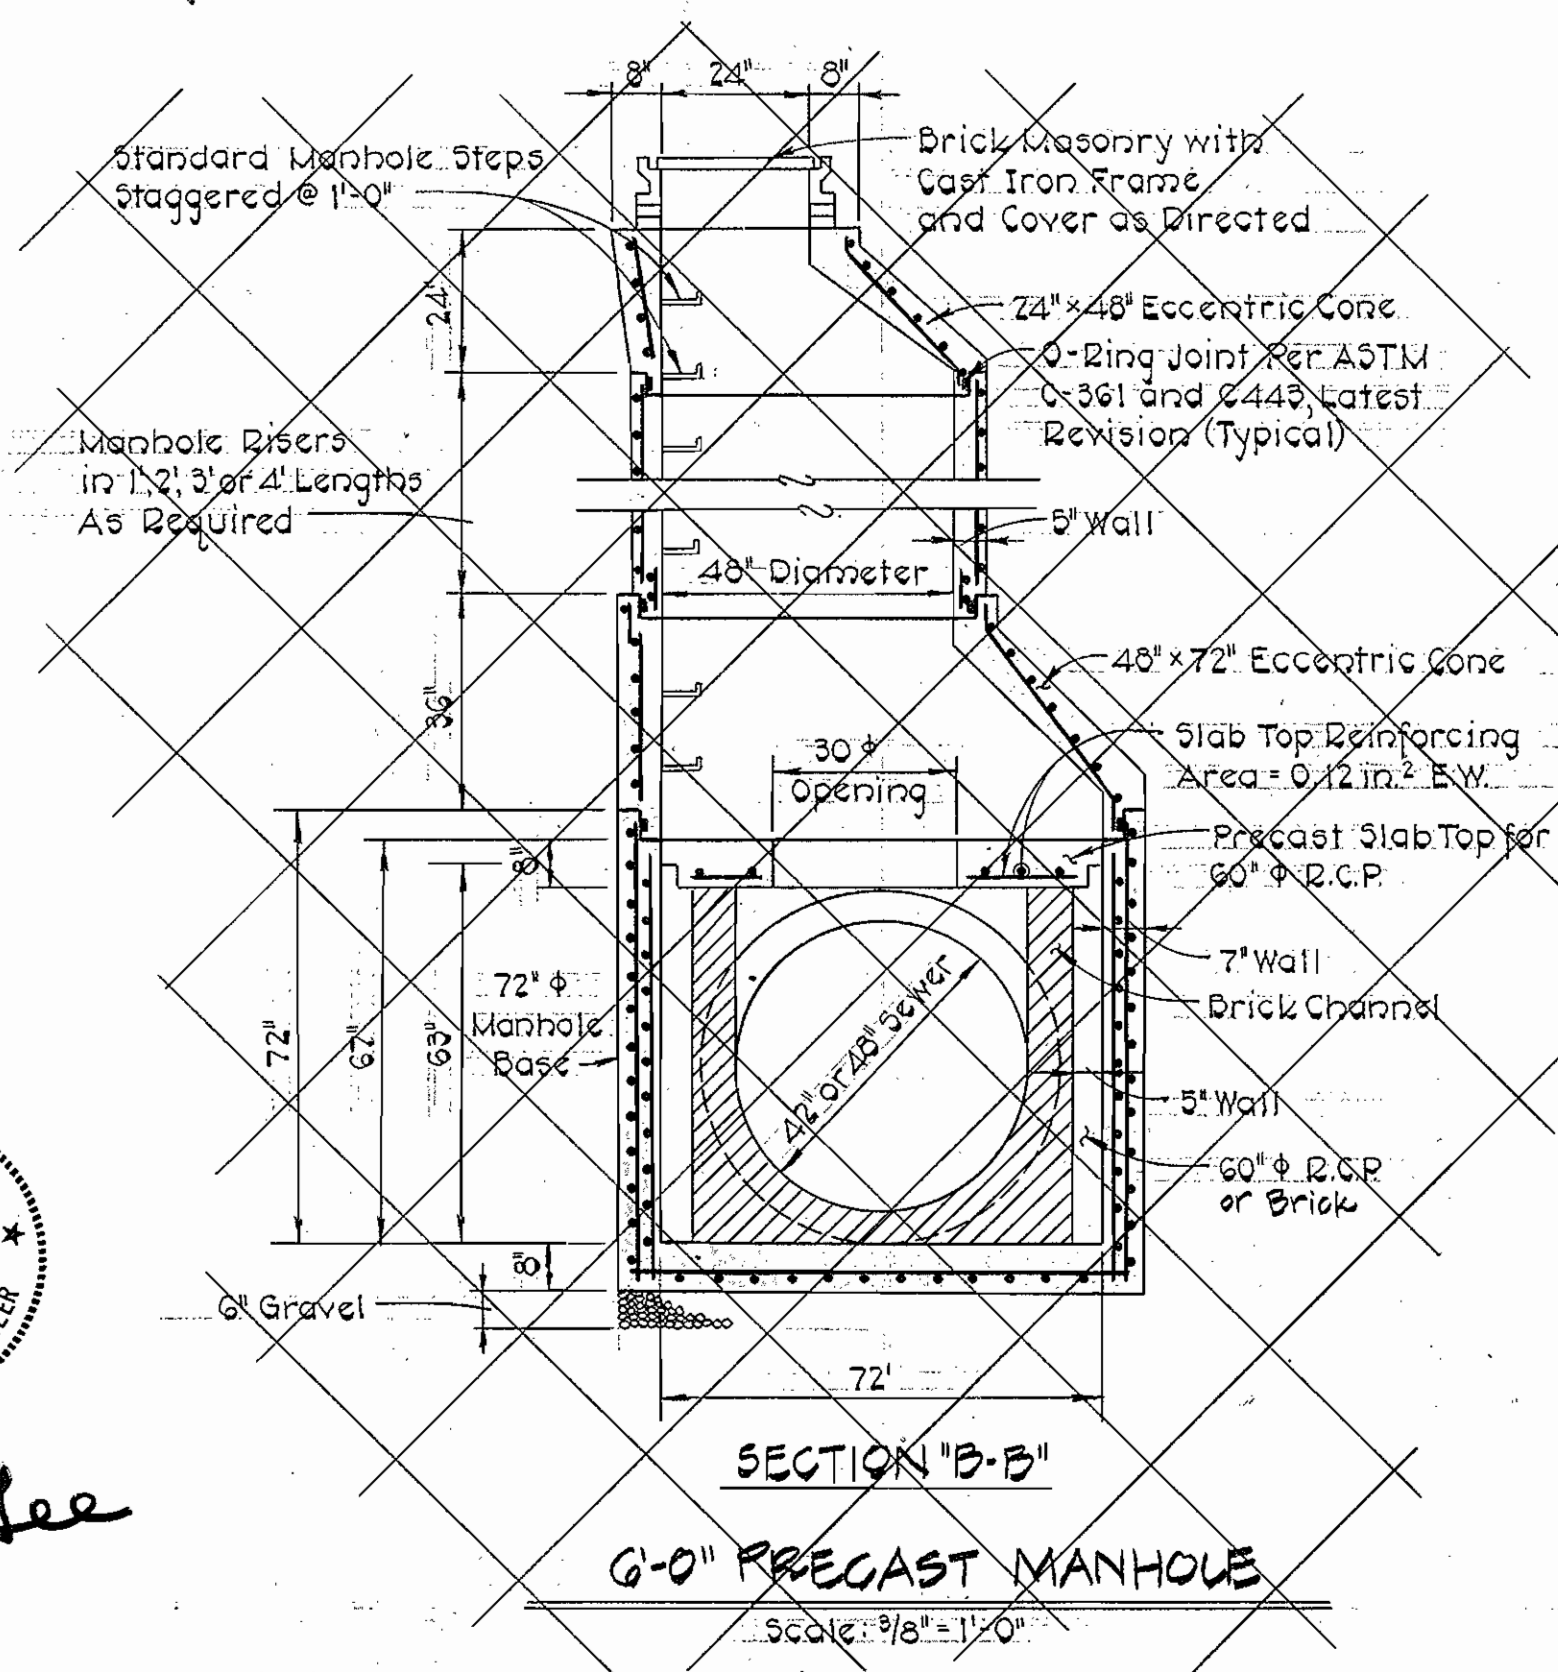 8" 24" 8"
Standard Manhole Steps
Staggered @ 1'-0"
Brick Masonry with
Cast Iron Frame
and Cover as Directed
24"
24"×48" Eccentric Cone
O-Ring Joint Per ASTM
C-361 and C443, Latest
Revision (Typical)
Manhole Risers
in 1', 2', 3' or 4' Lengths
As Required
5" Wall
48" Diameter
48"×72" Eccentric Cone
36"
Slab Top Reinforcing
Area = 0.12 in.² E.W.
30 ϕ
Opening
Precast Slab Top for
60" ϕ R.C.P.
8"
7" Wall
72" ϕ
Manhole
Base
Brick Channel
72"
67"
63"
42" or 48" Sewer
5" Wall
60" ϕ R.C.P.
or Brick
8"
6" Gravel
72'
SECTION "B-B"
6'-0" PRECAST MANHOLE
Scale: 3/8" = 1'-0"
Lee